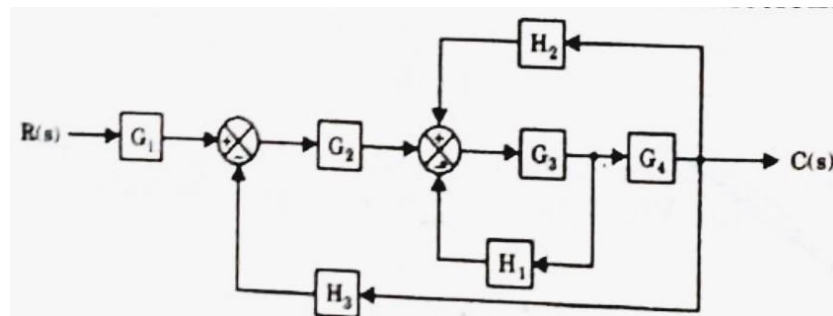 H₂
R(s) G₁ + − G₂ + − G₃ G₄ C(s)
H₁
H₃